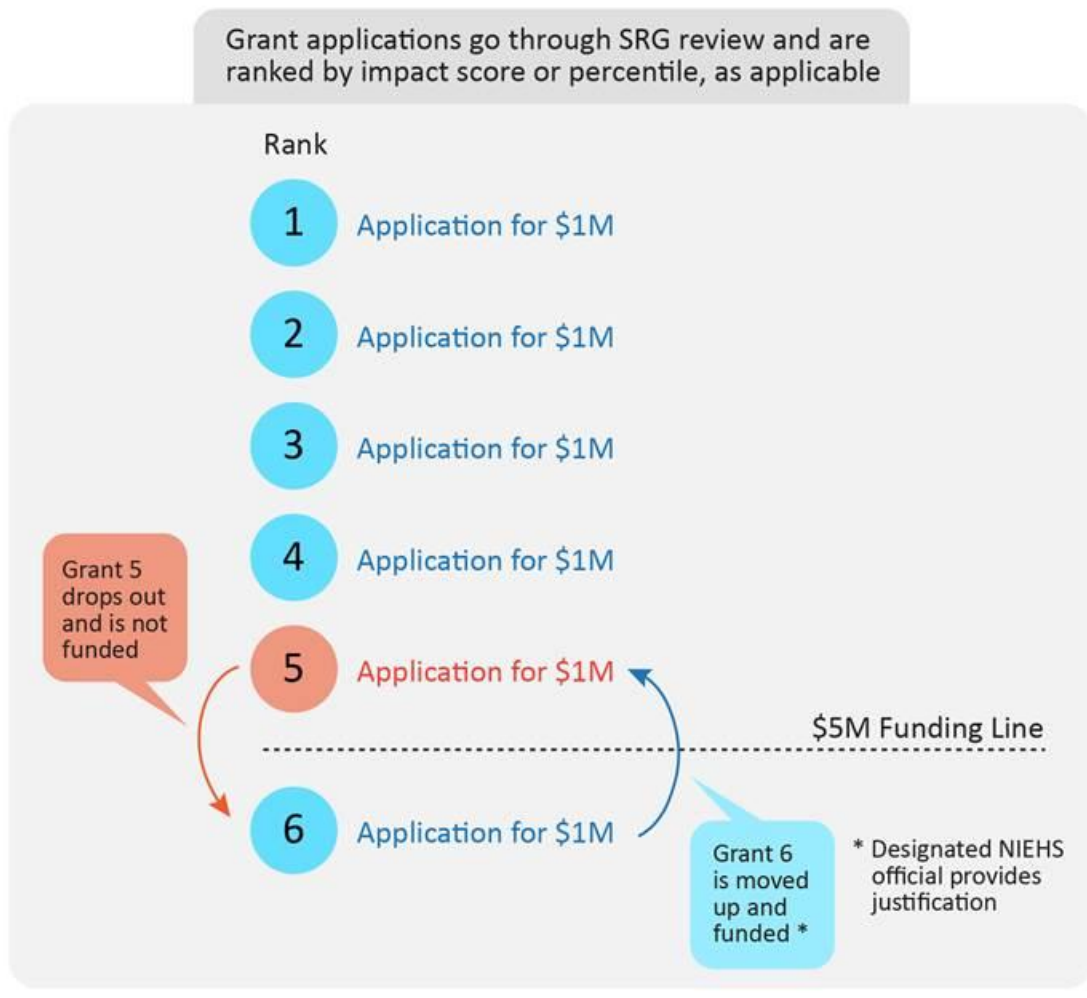 Grant applications go through SRG review and are
ranked by impact score or percentile, as applicable
Rank
1 Application for $1M
2 Application for $1M
3 Application for $1M
4 Application for $1M
Grant 5
drops out
and is not
funded
5 Application for $1M
$5M Funding Line
6 Application for $1M
Grant 6
is moved
up and
funded *
* Designated NIEHS
official provides
justification